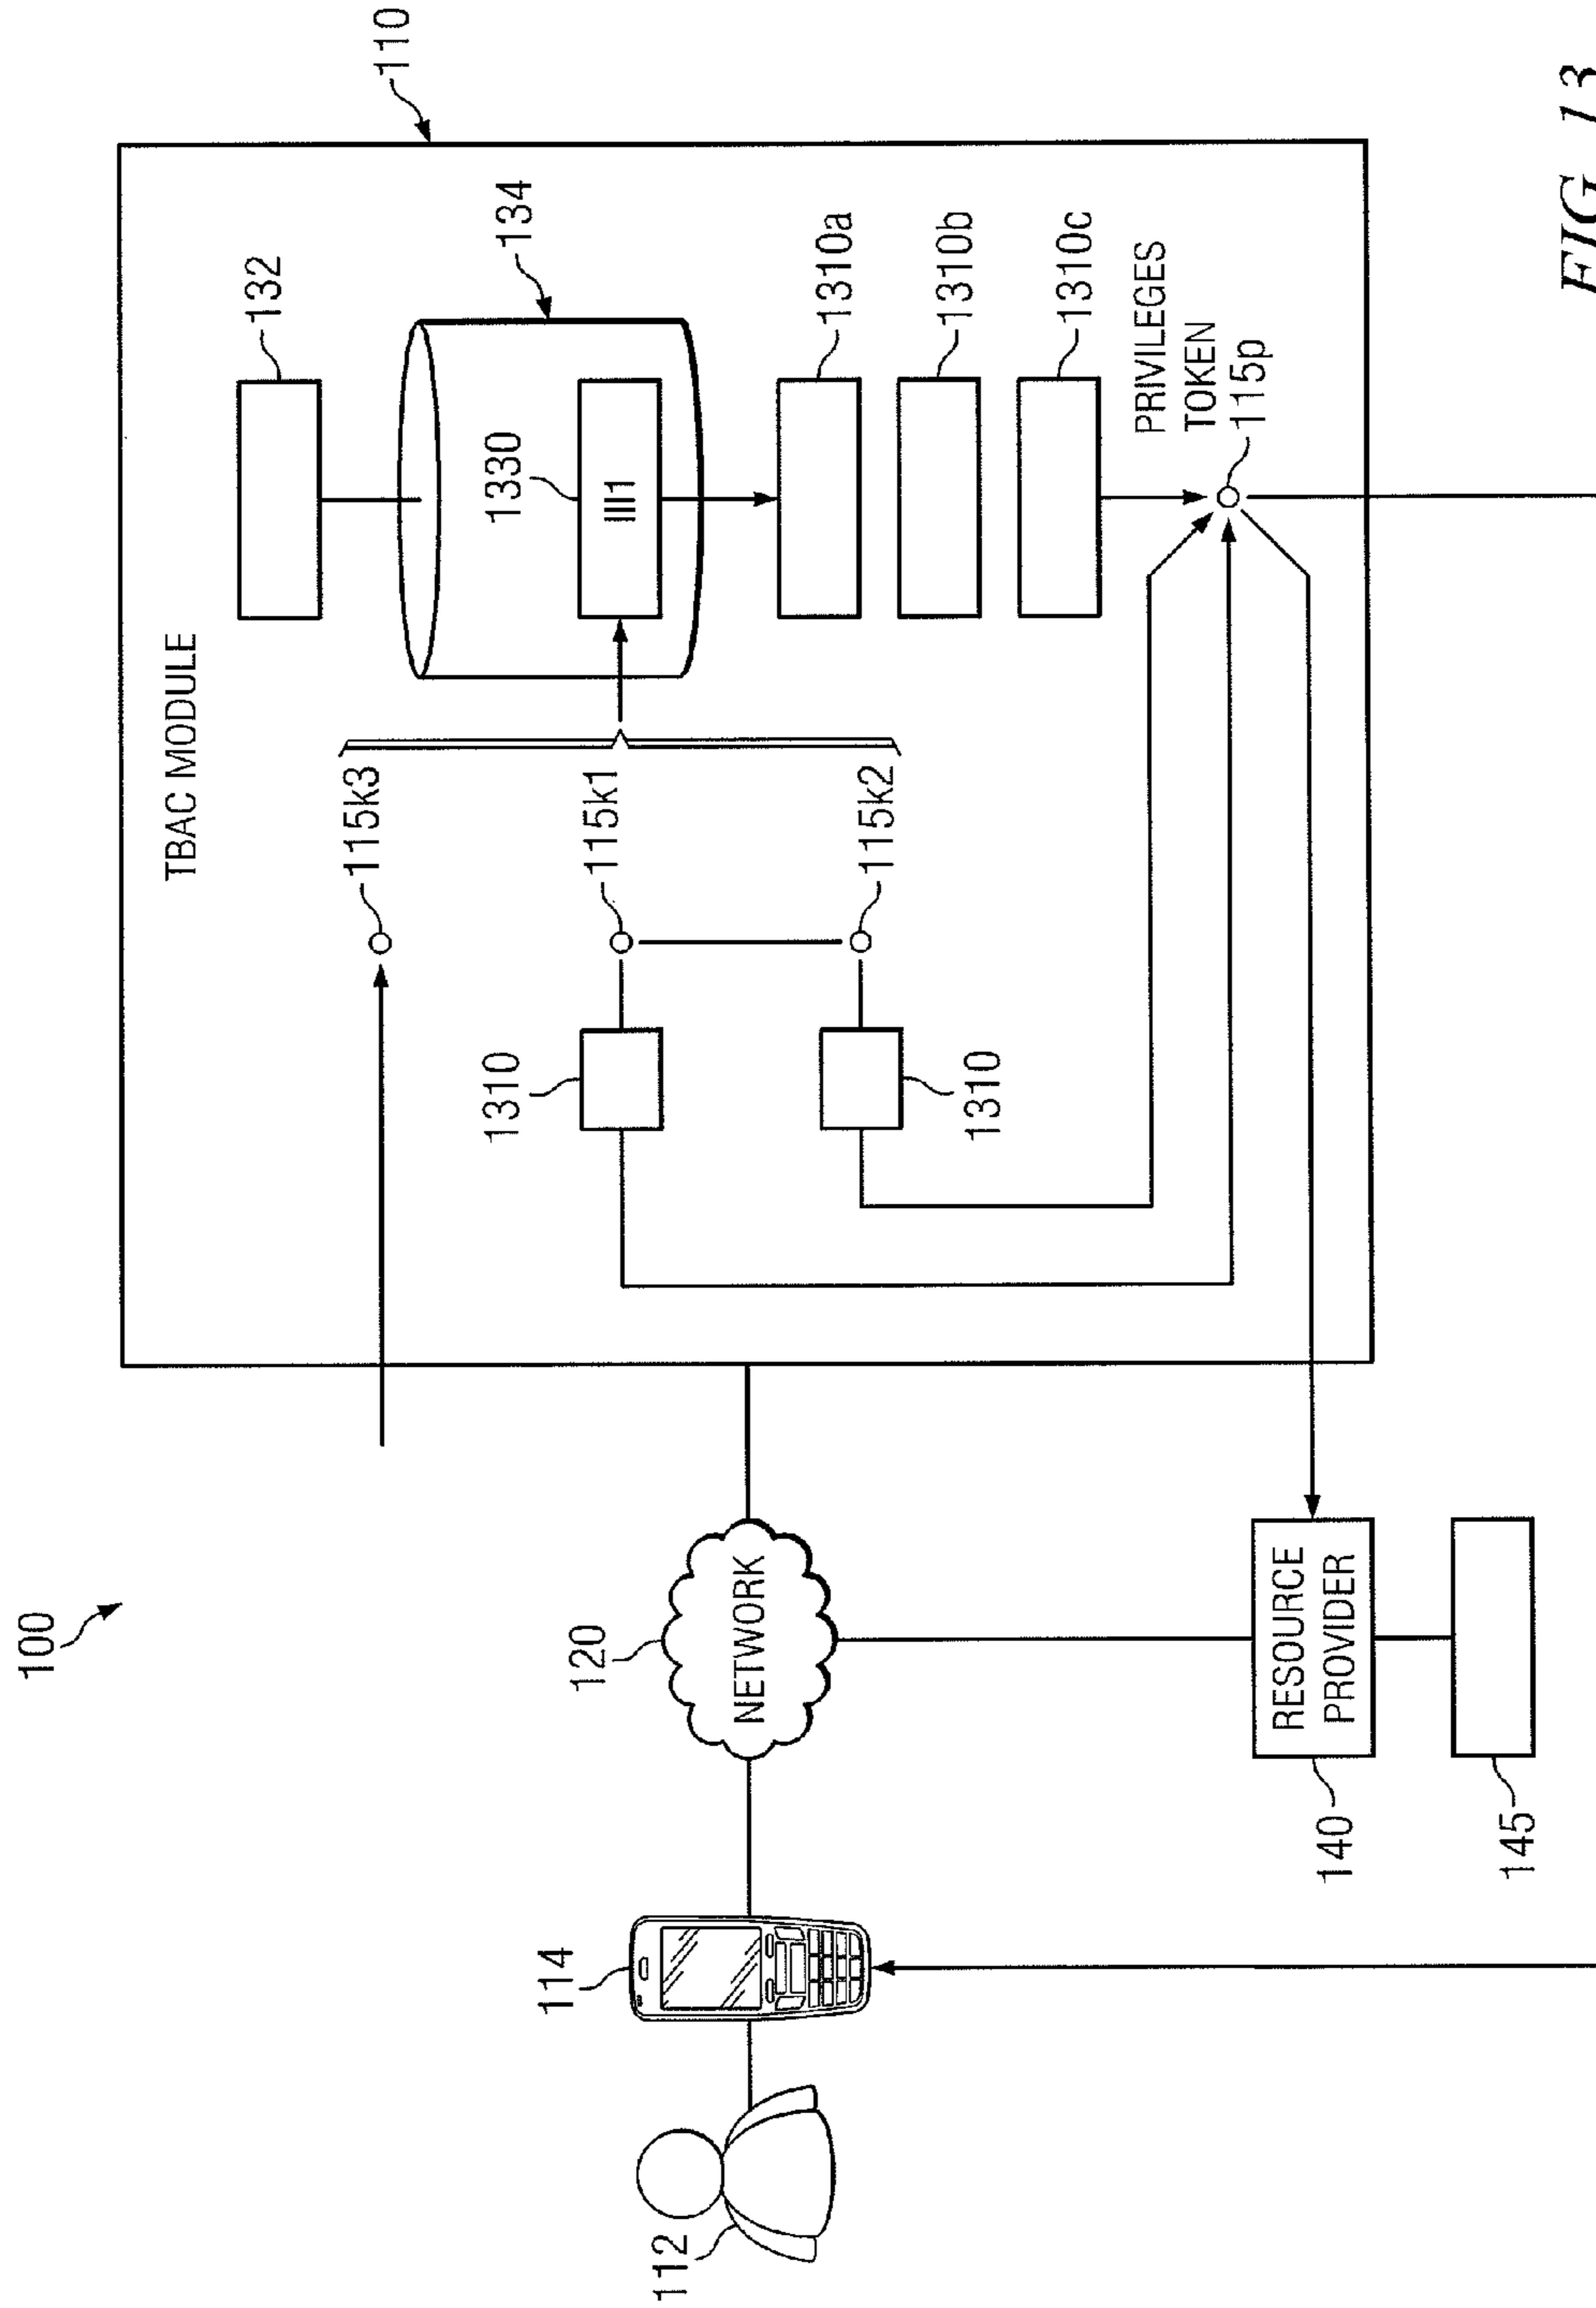 100
110
TBAC MODULE
132
134
115k3
1330
III1
115k1
1310
115k2
1310a
1310
1310b
1310c
PRIVILEGES
TOKEN
115p
114
120
NETWORK
112
RESOURCE
PROVIDER
140
145
FIG. 13